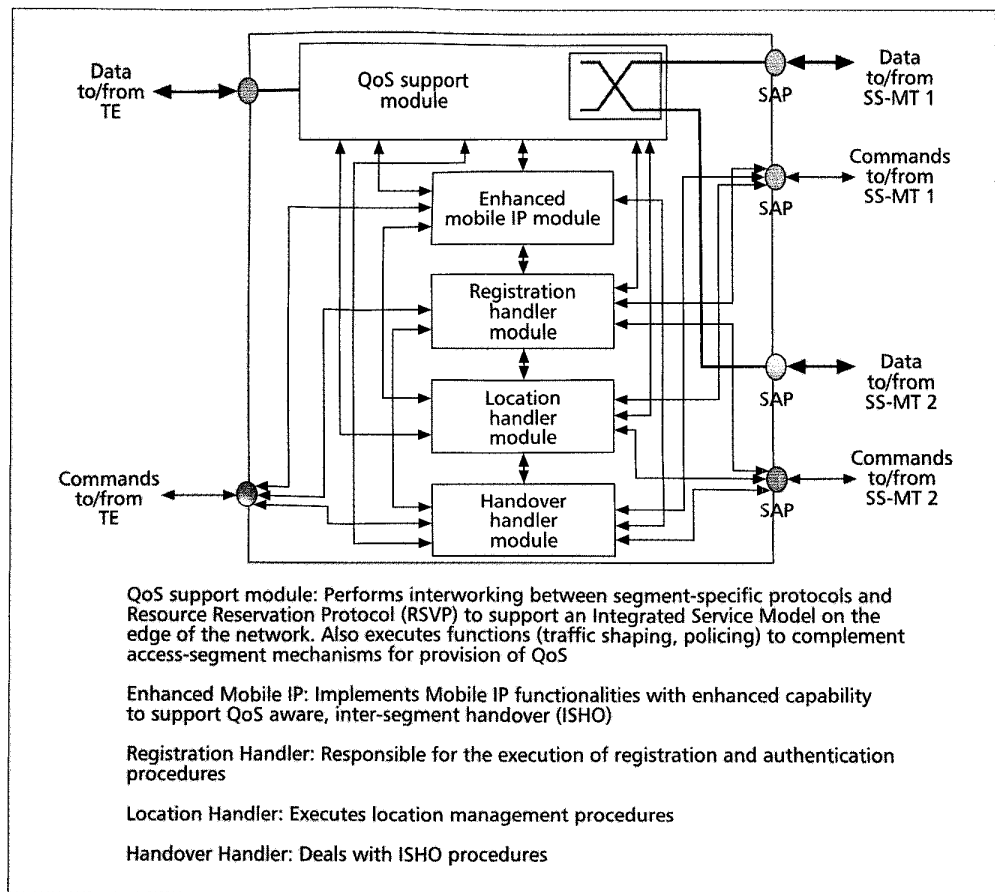 Data
to/from
TE
QoS support
module
SAP
Data
to/from
SS-MT 1
Commands
to/from
SS-MT 1
SAP
Enhanced
mobile IP module
Registration
handler
module
Data
to/from
SS-MT 2
SAP
Location
handler
module
Commands
to/from
TE
Commands
to/from
SS-MT 2
SAP
Handover
handler
module
QoS support module: Performs interworking between segment-specific protocols and
Resource Reservation Protocol (RSVP) to support an Integrated Service Model on the
edge of the network. Also executes functions (traffic shaping, policing) to complement
access-segment mechanisms for provision of QoS
Enhanced Mobile IP: Implements Mobile IP functionalities with enhanced capability
to support QoS aware, inter-segment handover (ISHO)
Registration Handler: Responsible for the execution of registration and authentication
procedures
Location Handler: Executes location management procedures
Handover Handler: Deals with ISHO procedures